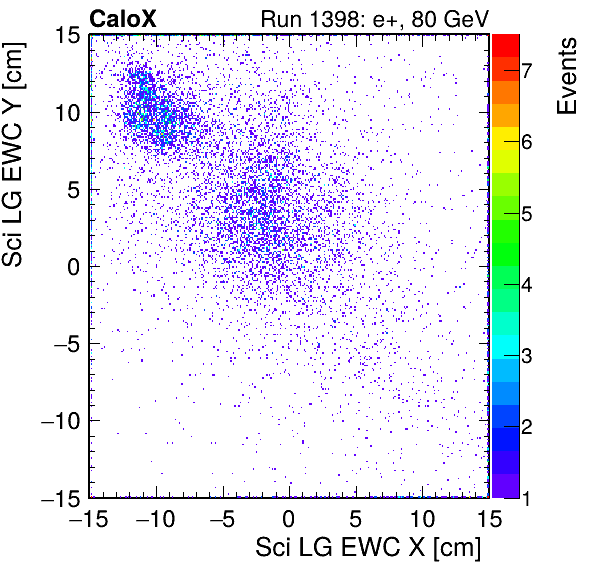 CaloX Run 1398: e+, 80 GeV
Sci LG EWC Y [cm]
Events
15
10
5
0
−5
−10
−15
7
6
5
4
3
2
1
−15 −10 −5 0 5 10 15
Sci LG EWC X [cm]